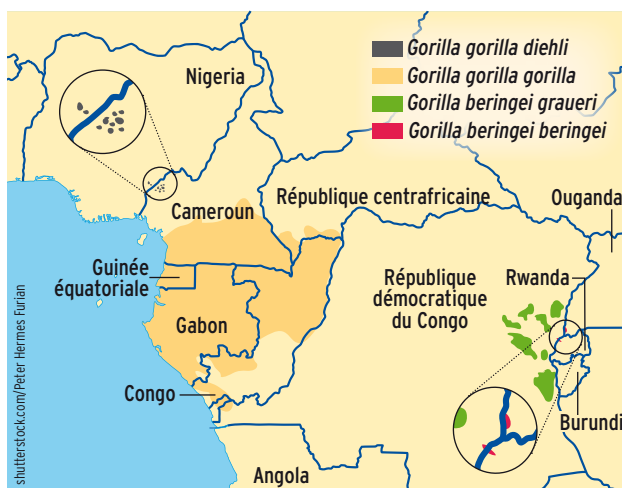 Gorilla gorilla diehli
Gorilla gorilla gorilla
Gorilla beringei graueri
Gorilla beringei beringei
Nigeria
République centrafricaine
Ouganda
Cameroun
Guinée
équatoriale
République
démocratique
du Congo
Rwanda
Gabon
Congo
Burundi
Angola
shutterstock.com/Peter Hermes Furian